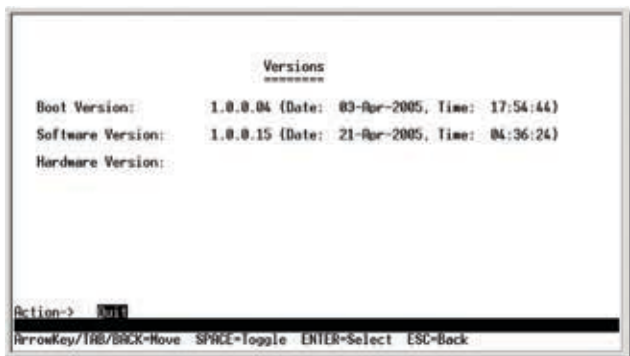 Versions
========
Boot Version: 1.0.0.04 (Date: 03-Apr-2005, Time: 17:54:44)
Software Version: 1.0.0.15 (Date: 21-Apr-2005, Time: 04:36:24)
Hardware Version:
Action-> Quit
ArrowKey/TAB/BACK=Move SPACE=Toggle ENTER=Select ESC=Back